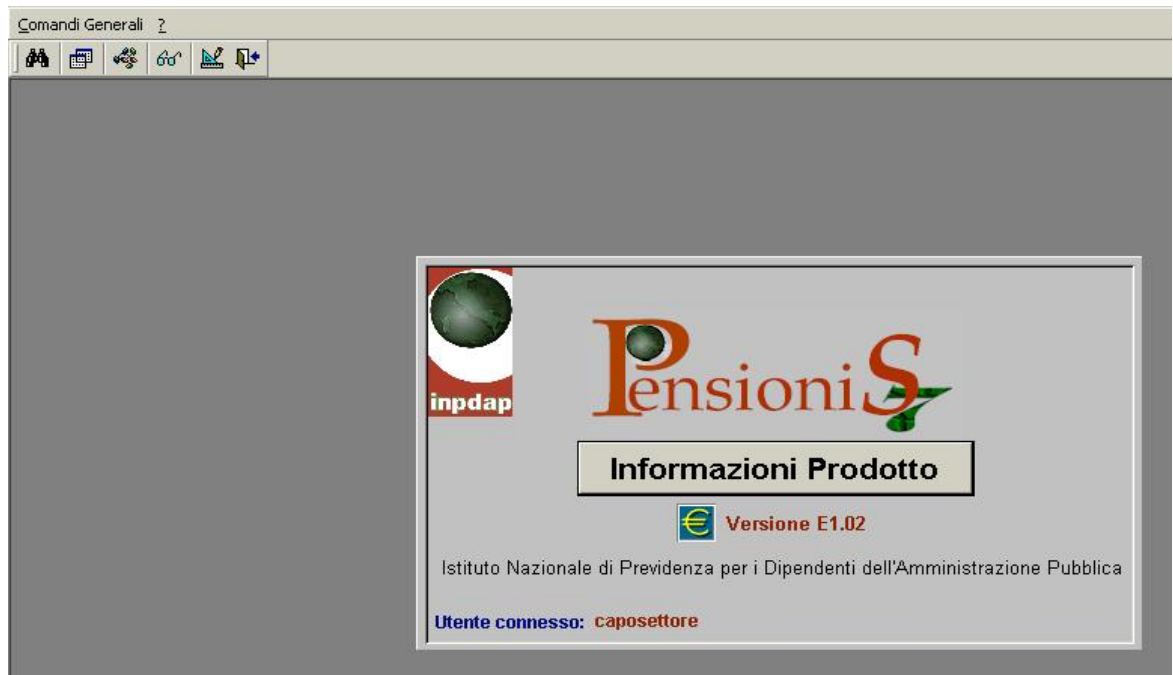 Comandi Generali ?
inpdap
PensioniS7
Informazioni Prodotto
€ Versione E1.02
Istituto Nazionale di Previdenza per i Dipendenti dell'Amministrazione Pubblica
Utente connesso: caposettore